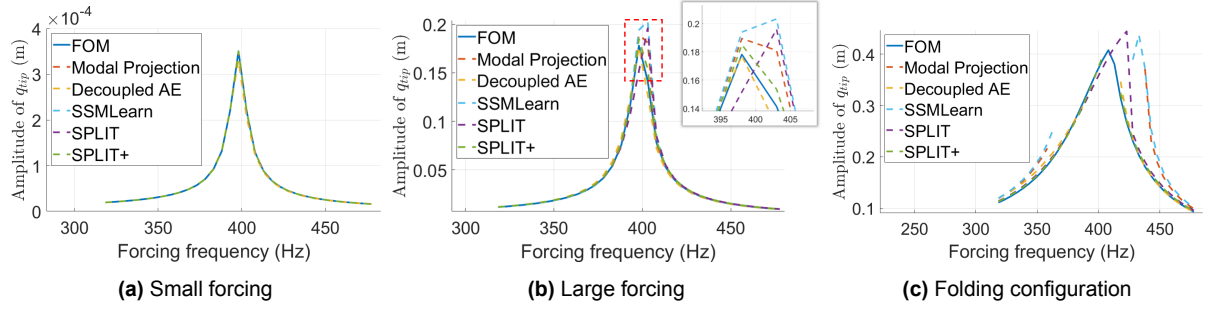 ×10⁻⁴
4
3
2
1
0
Amplitude of q_tip (m)
FOM
Modal Projection
Decoupled AE
SSMLearn
SPLIT
SPLIT+
300 350 400 450
Forcing frequency (Hz)
(a) Small forcing
0.2
0.15
0.1
0.05
Amplitude of q_tip (m)
FOM
Modal Projection
Decoupled AE
SSMLearn
SPLIT
SPLIT+
0.2
0.18
0.16
0.14
395 400 405
300 350 400 450
Forcing frequency (Hz)
(b) Large forcing
0.4
0.3
0.2
0.1
Amplitude of q_tip (m)
FOM
Modal Projection
Decoupled AE
SSMLearn
SPLIT
SPLIT+
250 300 350 400 450
Forcing frequency (Hz)
(c) Folding configuration